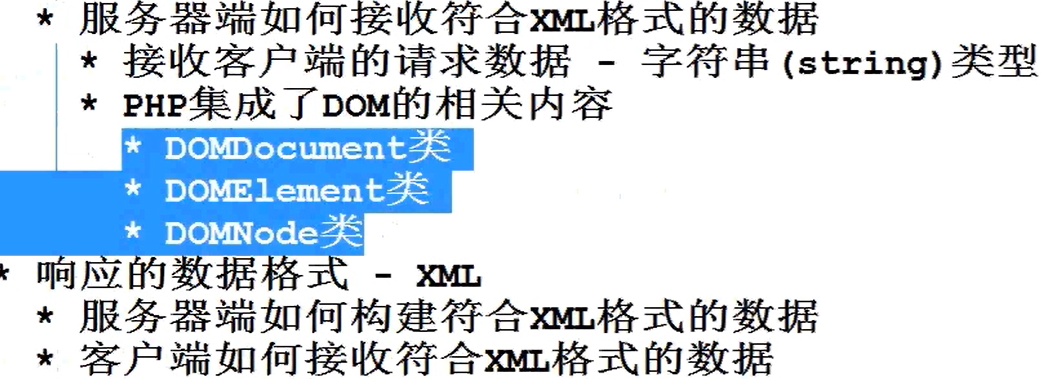 * 服务器端如何接收符合XML格式的数据
* 接收客户端的请求数据 - 字符串(string)类型
* PHP集成了DOM的相关内容
* DOMDocument类
* DOMElement类
* DOMNode类
* 响应的数据格式 - XML
* 服务器端如何构建符合XML格式的数据
* 客户端如何接收符合XML格式的数据